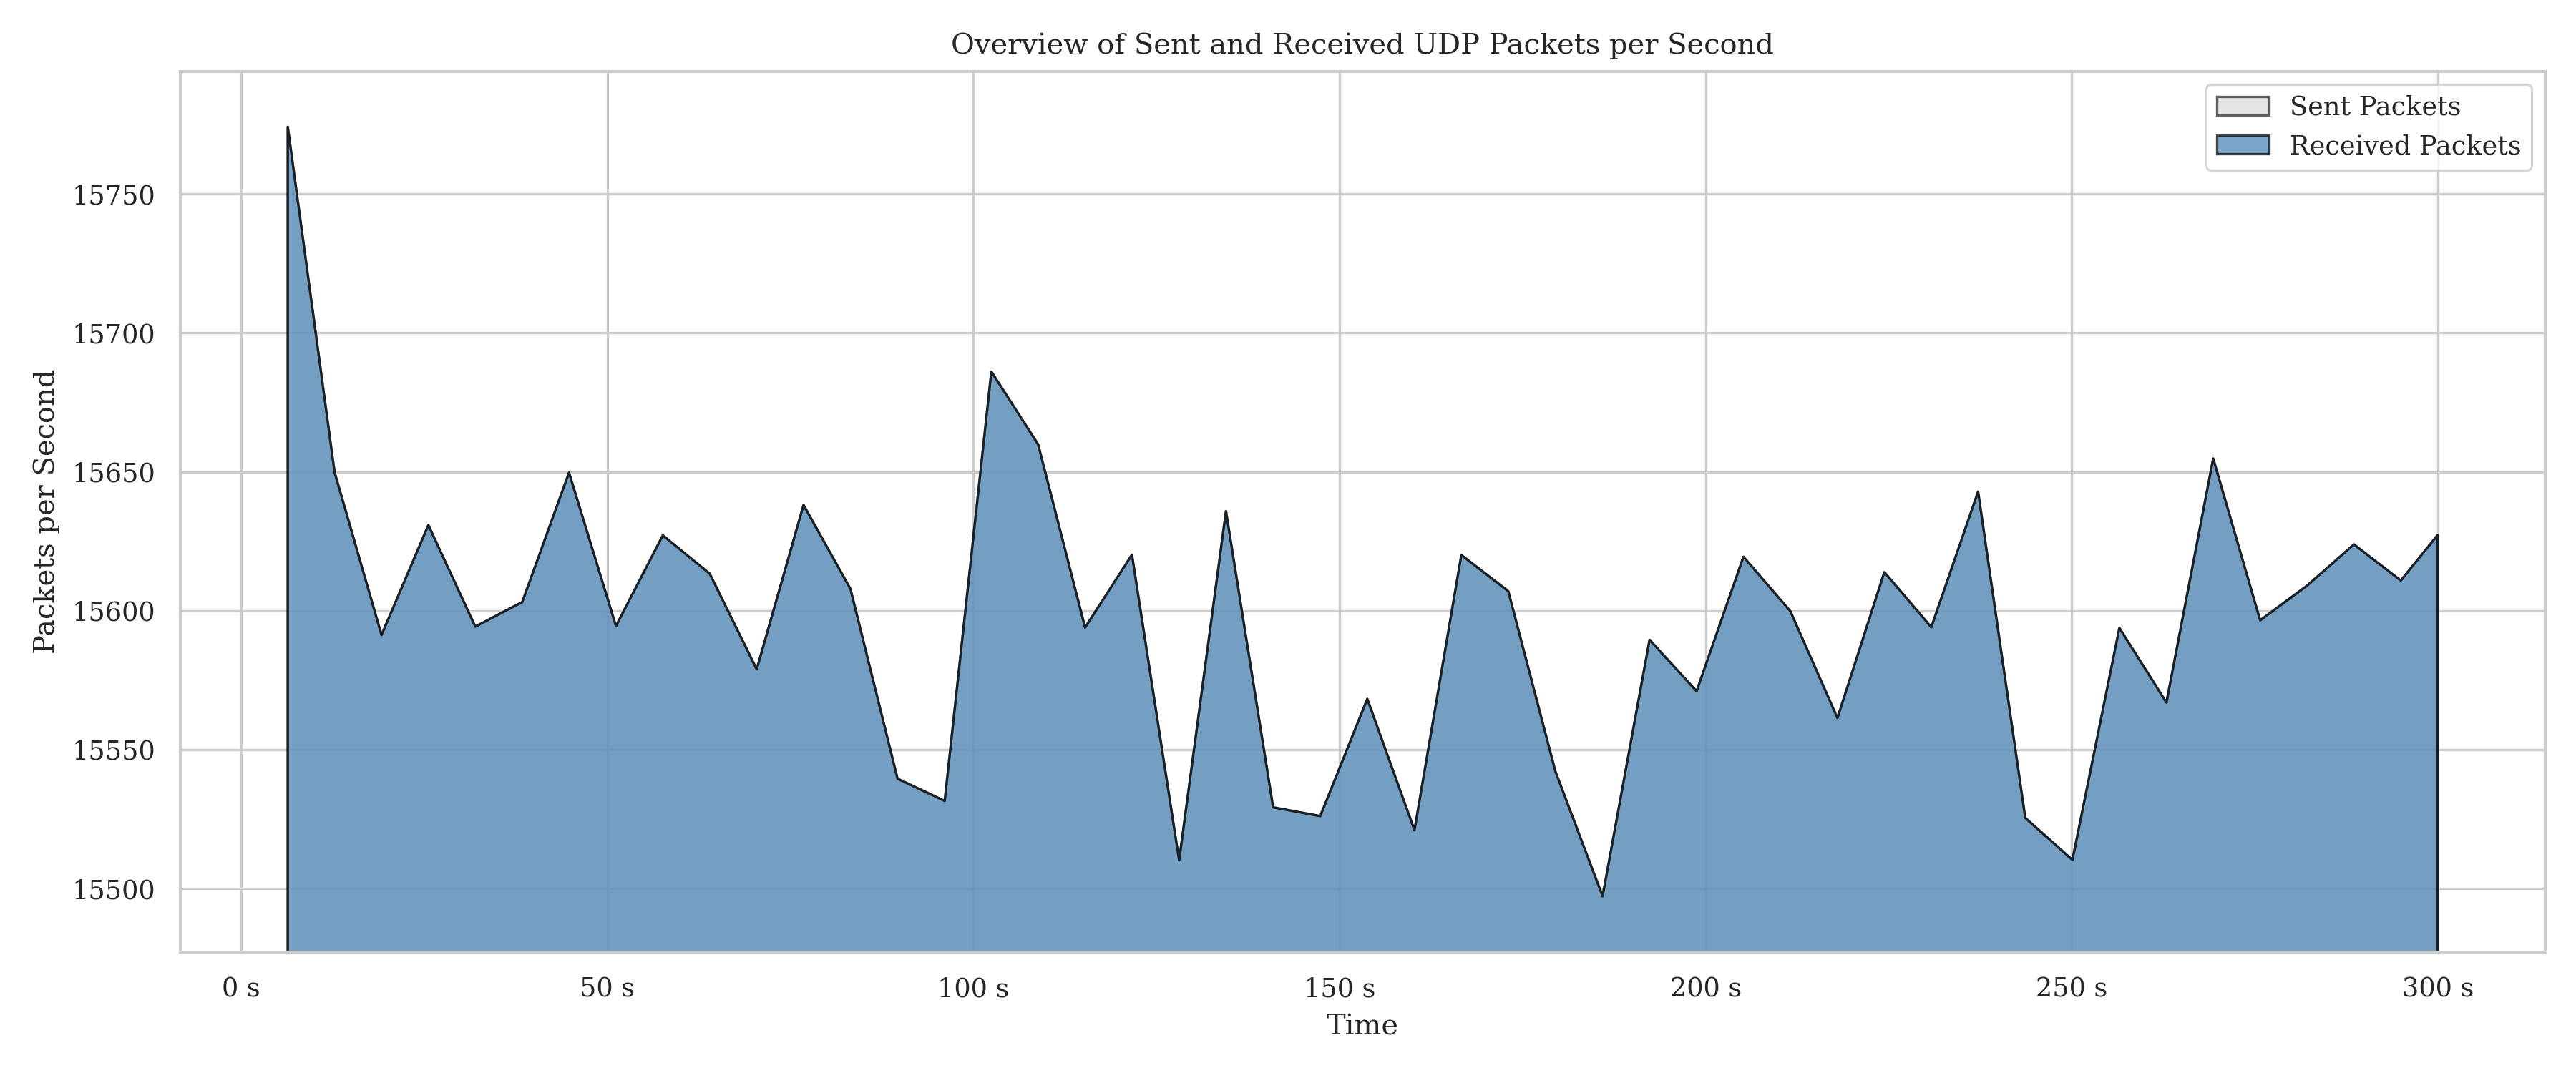 Overview of Sent and Received UDP Packets per Second
Sent Packets
Received Packets
Packets per Second
15750
15700
15650
15600
15550
15500
0 s
50 s
100 s
150 s
200 s
250 s
300 s
Time